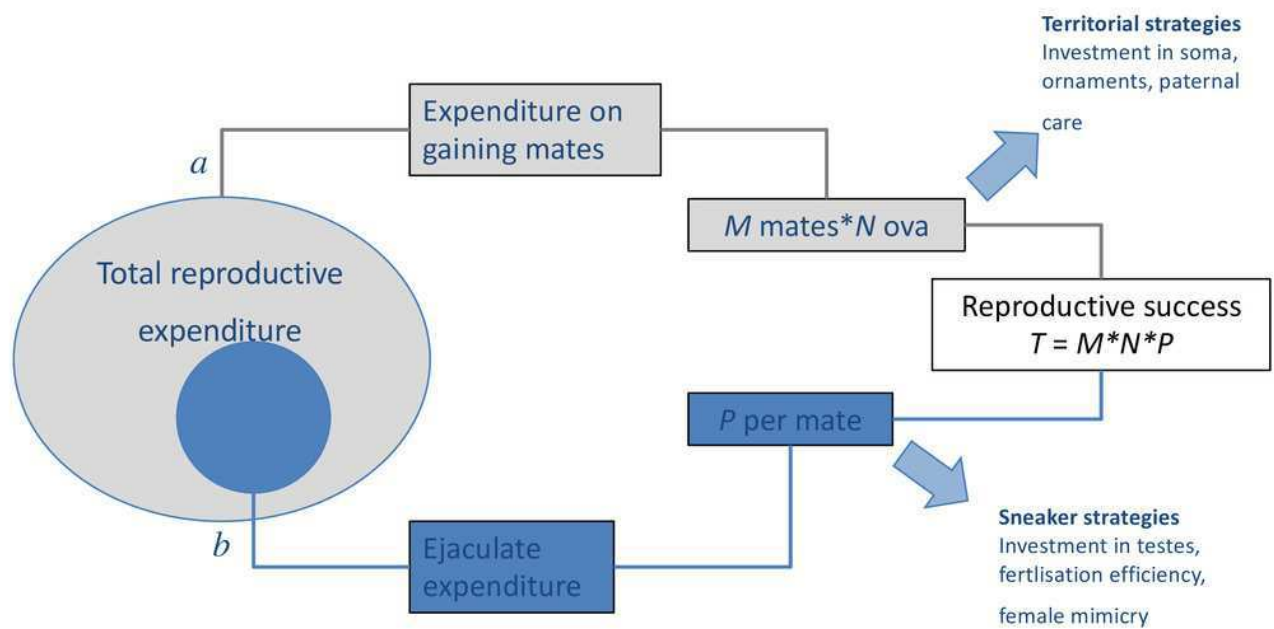 Territorial strategies
Investment in soma,
ornaments, paternal
care
Expenditure on
gaining mates
a
M mates*N ova
Total reproductive
expenditure
Reproductive success
T = M*N*P
P per mate
b
Ejaculate
expenditure
Sneaker strategies
Investment in testes,
fertlisation efficiency,
female mimicry